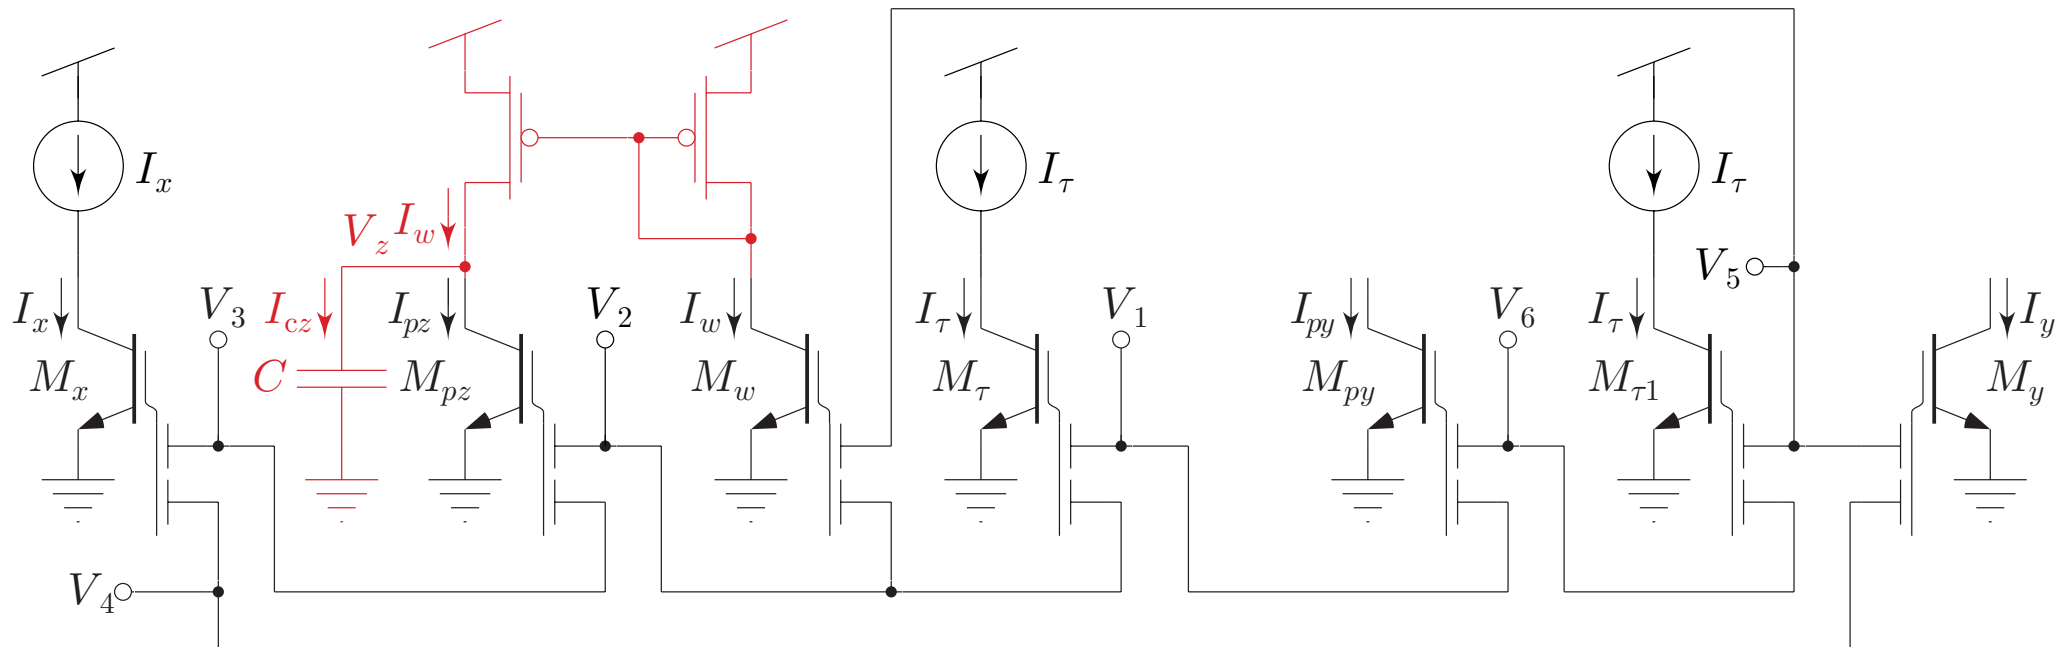 I_x I_τ I_τ
V_z I_w
V_5
I_x V_3 I_cz I_pz V_2 I_w I_τ V_1 I_py V_6 I_τ I_y
M_x C M_pz M_w M_τ M_py M_τ1 M_y
V_4